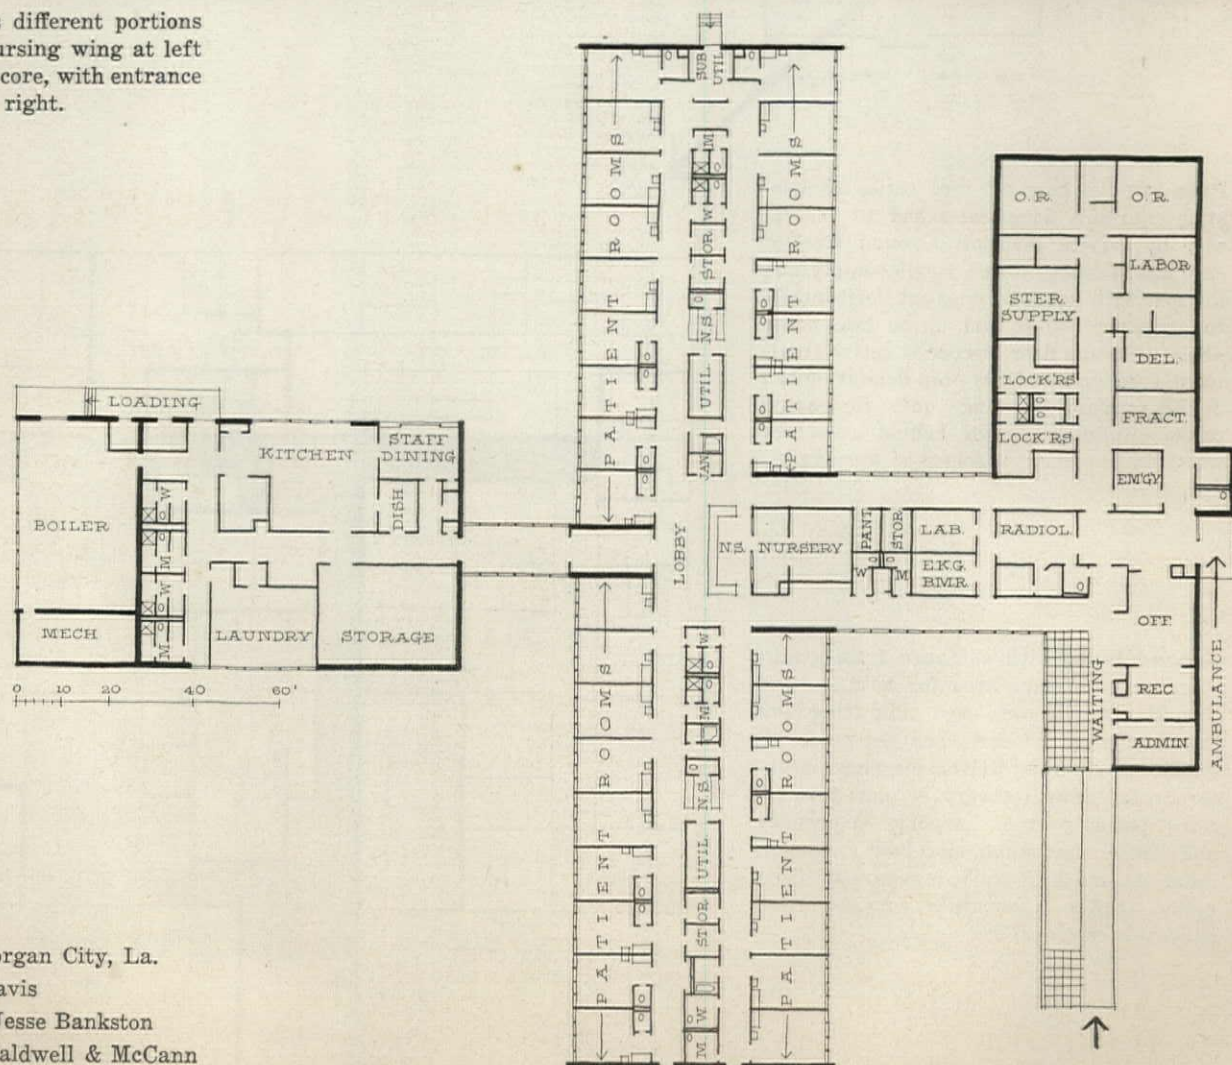 different portions
ursing wing at left
core, with entrance
right.
SUB UTIL
PATIENT ROOMS
PATIENT ROOMS
M
W
STOR
N.S.
UTIL.
JAN
O.R.
O.R.
LABOR
STER. SUPPLY
DEL.
LOCK'RS
FRACT.
LOCK'RS
EM'GY
LOADING
KITCHEN
STAFF DINING
DISH
BOILER
W
M
W
M
MECH
LAUNDRY
STORAGE
0 10 20 40 60'
LOBBY
N.S.
NURSERY
PANT.
STOR
W
M
LAB.
E.K.G. BMR.
RADIOL.
OFF.
REC.
ADMIN
WAITING
AMBULANCE
PATIENT ROOMS
PATIENT ROOMS
W
M
N.S.
UTIL.
STOR
W
M
organ City, La.
avis
Jesse Bankston
aldwell & McCann